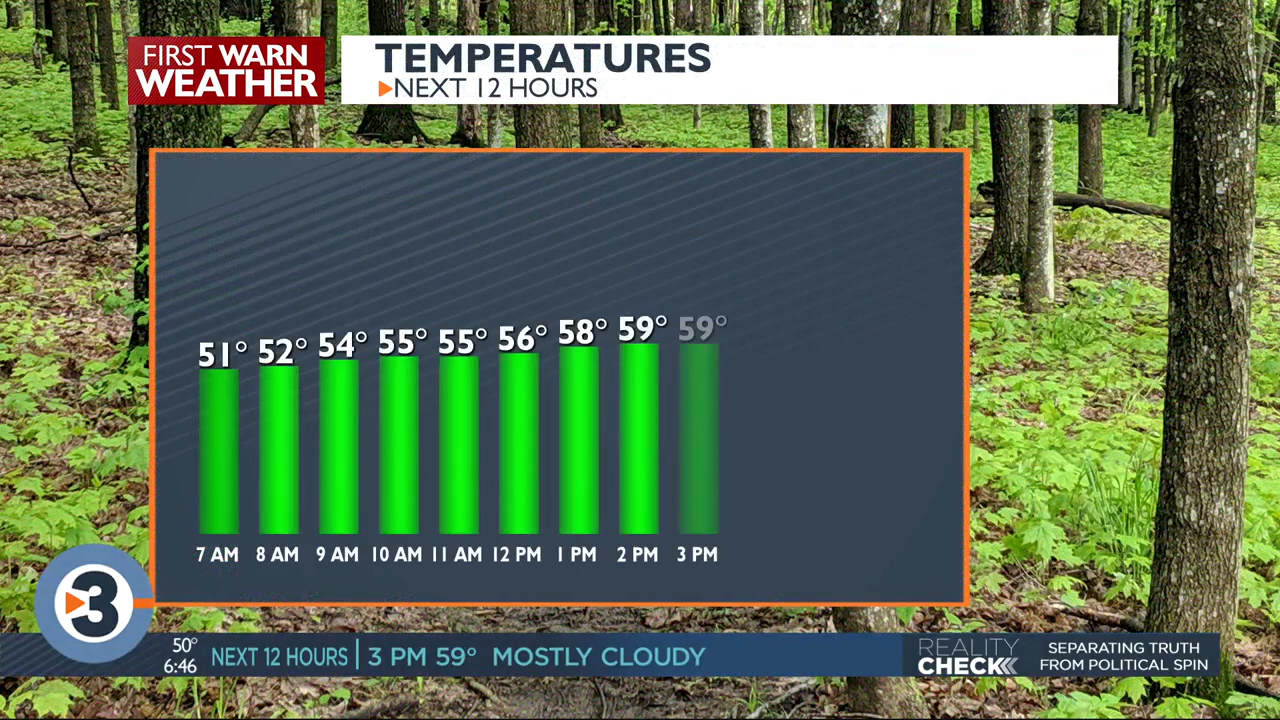 FIRST WARN
WEATHER
TEMPERATURES
NEXT 12 HOURS
51° 52° 54° 55° 55° 56° 58° 59° 59°
7 AM 8 AM 9 AM 10 AM 11 AM 12 PM 1 PM 2 PM 3 PM
3
50°
6:46
NEXT 12 HOURS 3 PM 59° MOSTLY CLOUDY
REALITY
CHECK
SEPARATING TRUTH
FROM POLITICAL SPIN